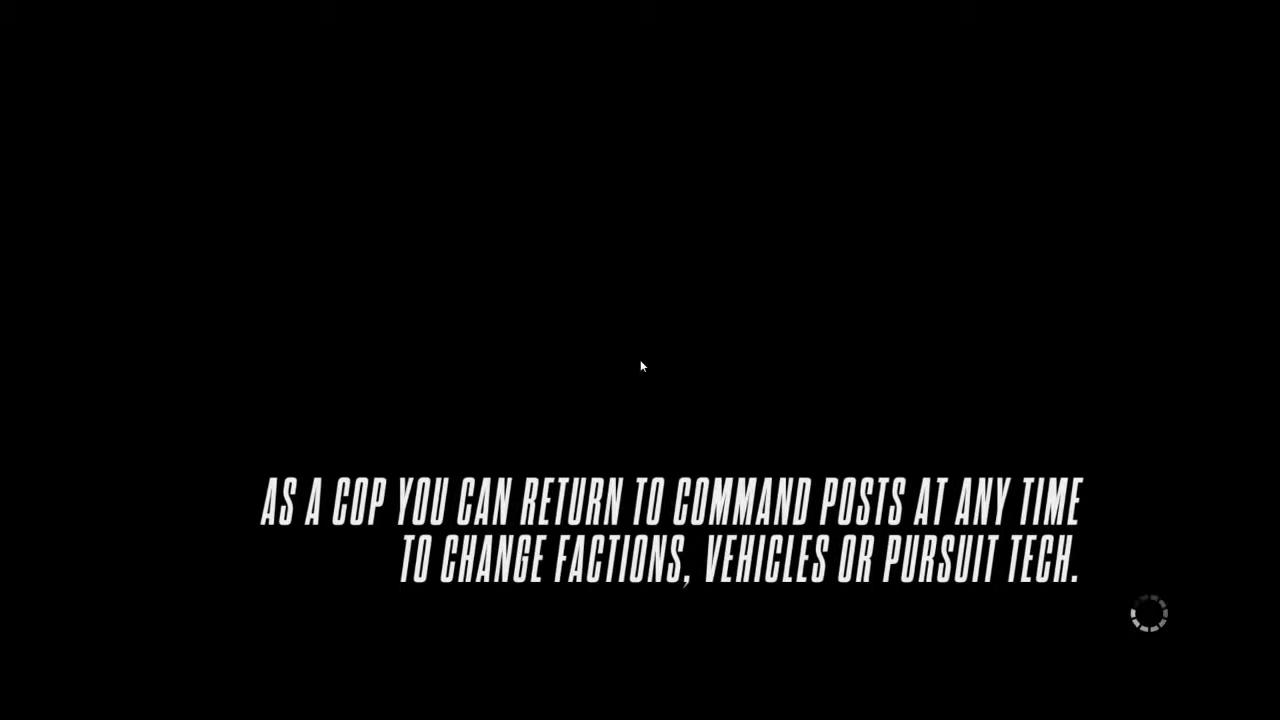 AS A COP YOU CAN RETURN TO COMMAND POSTS AT ANY TIME
TO CHANGE FACTIONS, VEHICLES OR PURSUIT TECH.